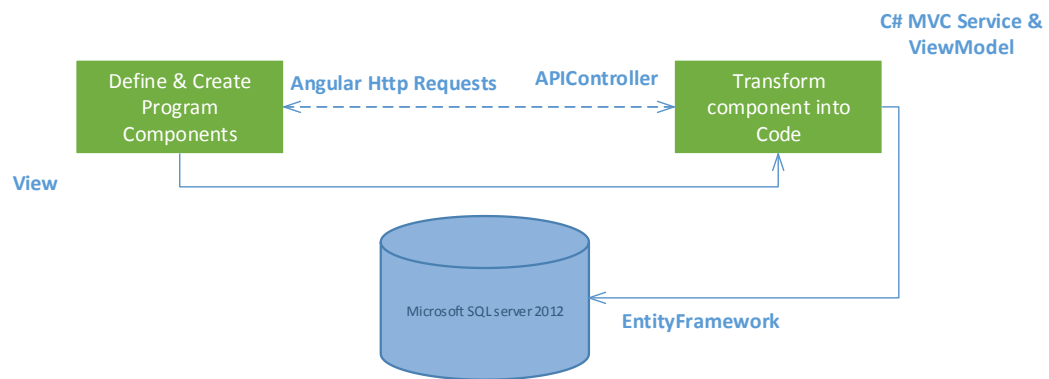 C# MVC Service &
ViewModel
Define & Create
Program
Components
Angular Http Requests
APIController
Transform
component into
Code
View
Microsoft SQL server 2012
EntityFramework